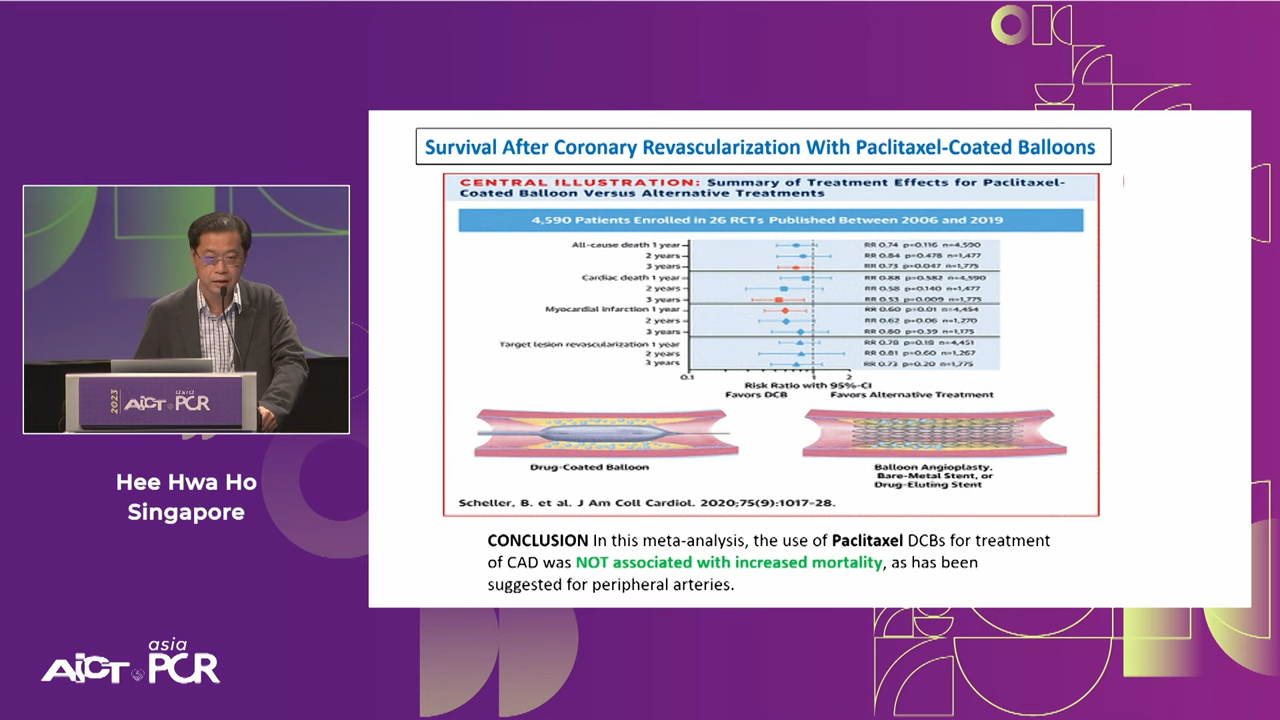 Survival After Coronary Revascularization With Paclitaxel-Coated Balloons
CENTRAL ILLUSTRATION: Summary of Treatment Effects for Paclitaxel-
Coated Balloon Versus Alternative Treatments
4,590 Patients Enrolled in 26 RCTs Published Between 2006 and 2019
All-cause death 1 year RR 0.74 p=0.116 n=4,590
2 years RR 0.84 p=0.478 n=1,477
3 years RR 0.73 p=0.047 n=1,775
Cardiac death 1 year RR 0.88 p=0.582 n=4,590
2 years RR 0.58 p=0.140 n=1,477
3 years RR 0.53 p=0.009 n=1,775
Myocardial Infarction 1 year RR 0.60 p=0.01 n=4,454
2 years RR 0.62 p=0.06 n=1,270
3 years RR 0.80 p=0.39 n=1,175
Target lesion revascularization 1 year RR 0.78 p=0.18 n=4,451
2 years RR 0.81 p=0.60 n=1,267
3 years RR 0.73 p=0.20 n=1,775
0.1 1 2
Risk Ratio with 95%-CI
Favors DCB Favors Alternative Treatment
Drug-Coated Balloon
Balloon Angioplasty,
Bare-Metal Stent, or
Drug-Eluting Stent
Scheller, B. et al. J Am Coll Cardiol. 2020;75(9):1017-28.
CONCLUSION In this meta-analysis, the use of Paclitaxel DCBs for treatment
of CAD was NOT associated with increased mortality, as has been
suggested for peripheral arteries.
2023 AICT asia PCR
Hee Hwa Ho
Singapore
asia
AICT PCR